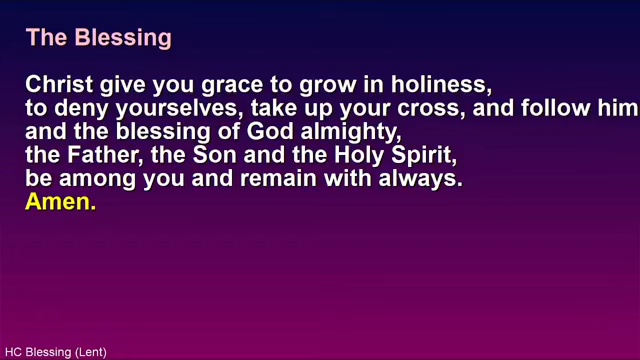 The Blessing
Christ give you grace to grow in holiness,
to deny yourselves, take up your cross, and follow him
and the blessing of God almighty,
the Father, the Son and the Holy Spirit,
be among you and remain with always.
Amen.
HC Blessing (Lent)